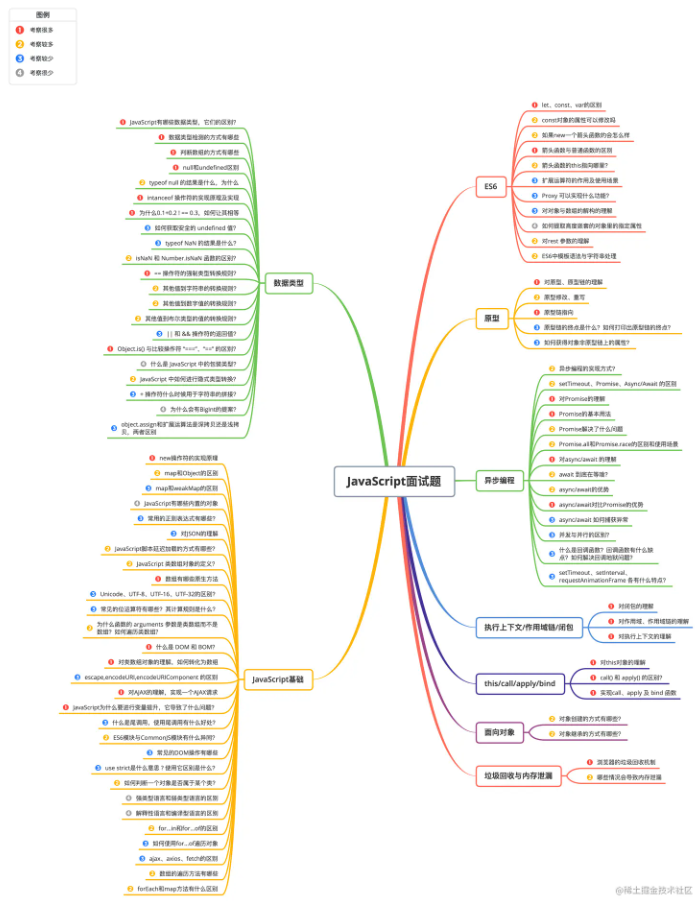 图例
1 考察很多
2 考察较多
3 考察较少
4 考察很少
JavaScript面试题
数据类型
1 JavaScript有哪些数据类型，它们的区别?
1 数据类型检测的方式有哪些
1 判断数组的方式有哪些
1 null和undefined区别
2 typeof null 的结果是什么，为什么
1 intanceof 操作符的实现原理及实现
1 为什么0.1+0.2 ! == 0.3，如何让其相等
3 如何获取安全的 undefined 值?
3 typeof NaN 的结果是什么?
2 isNaN 和 Number.isNaN 函数的区别?
1 == 操作符的强制类型转换规则?
2 其他值到字符串的转换规则?
2 其他值到数字值的转换规则?
2 其他值到布尔类型的值的转换规则?
3 || 和 && 操作符的返回值?
1 Object.is() 与比较操作符 "===", "==" 的区别?
4 什么是 JavaScript 中的包装类型?
2 JavaScript 中如何进行隐式类型转换?
3 + 操作符什么时候用于字符串的拼接?
4 为什么会有BigInt的提案?
3 object.assign和扩展运算法是深拷贝还是浅拷
贝，两者区别
JavaScript基础
1 new操作符的实现原理
2 map和Object的区别
3 map和weakMap的区别
4 JavaScript有哪些内置的对象
3 常用的正则表达式有哪些?
3 对JSON的理解
2 JavaScript脚本延迟加载的方式有哪些?
2 JavaScript 类数组对象的定义?
1 数组有哪些原生方法
3 Unicode、UTF-8、UTF-16、UTF-32的区别?
3 常见的位运算符有哪些？其计算规则是什么?
2 为什么函数的 arguments 参数是类数组而不是
数组？如何遍历类数组?
1 什么是 DOM 和 BOM?
1 对类数组对象的理解，如何转化为数组
3 escape,encodeURI,encodeURIComponent 的区别
1 对AJAX的理解，实现一个AJAX请求
1 JavaScript为什么要进行变量提升，它导致了什么问题?
3 什么是尾调用，使用尾调用有什么好处?
2 ES6模块与CommonJS模块有什么异同?
3 常见的DOM操作有哪些
3 use strict是什么意思 ? 使用它区别是什么?
2 如何判断一个对象是否属于某个类?
4 强类型语言和弱类型语言的区别
4 解释性语言和编译型语言的区别
2 for...in和for...of的区别
3 如何使用for...of遍历对象
3 ajax、axios、fetch的区别
2 数组的遍历方法有哪些
2 forEach和map方法有什么区别
ES6
1 let、const、var的区别
2 const对象的属性可以修改吗
2 如果new一个箭头函数的会怎么样
1 箭头函数与普通函数的区别
2 箭头函数的this指向哪里?
3 扩展运算符的作用及使用场景
3 Proxy 可以实现什么功能?
3 对对象与数组的解构的理解
4 如何提取高度嵌套的对象里的指定属性
2 对rest 参数的理解
2 ES6中模板语法与字符串处理
原型
1 对原型、原型链的理解
2 原型修改、重写
1 原型链指向
3 原型链的终点是什么？如何打印出原型链的终点?
3 如何获得对象非原型链上的属性?
异步编程
2 异步编程的实现方式?
2 setTimeout、Promise、Async/Await 的区别
1 对Promise的理解
1 Promise的基本用法
2 Promise解决了什么问题
2 Promise.all和Promise.race的区别和使用场景
1 对async/await 的理解
2 await 到底在等啥?
2 async/await的优势
1 async/await对比Promise的优势
3 async/await 如何捕获异常
3 并发与并行的区别?
3 什么是回调函数？回调函数有什么缺
点？如何解决回调地狱问题?
3 setTimeout、setInterval、
requestAnimationFrame 各有什么特点?
执行上下文/作用域链/闭包
1 对闭包的理解
1 对作用域、作用域链的理解
1 对执行上下文的理解
this/call/apply/bind
1 对this对象的理解
1 call() 和 apply() 的区别?
1 实现call、apply 及 bind 函数
面向对象
2 对象创建的方式有哪些?
2 对象继承的方式有哪些?
垃圾回收与内存泄漏
1 浏览器的垃圾回收机制
2 哪些情况会导致内存泄漏
@稀土掘金技术社区